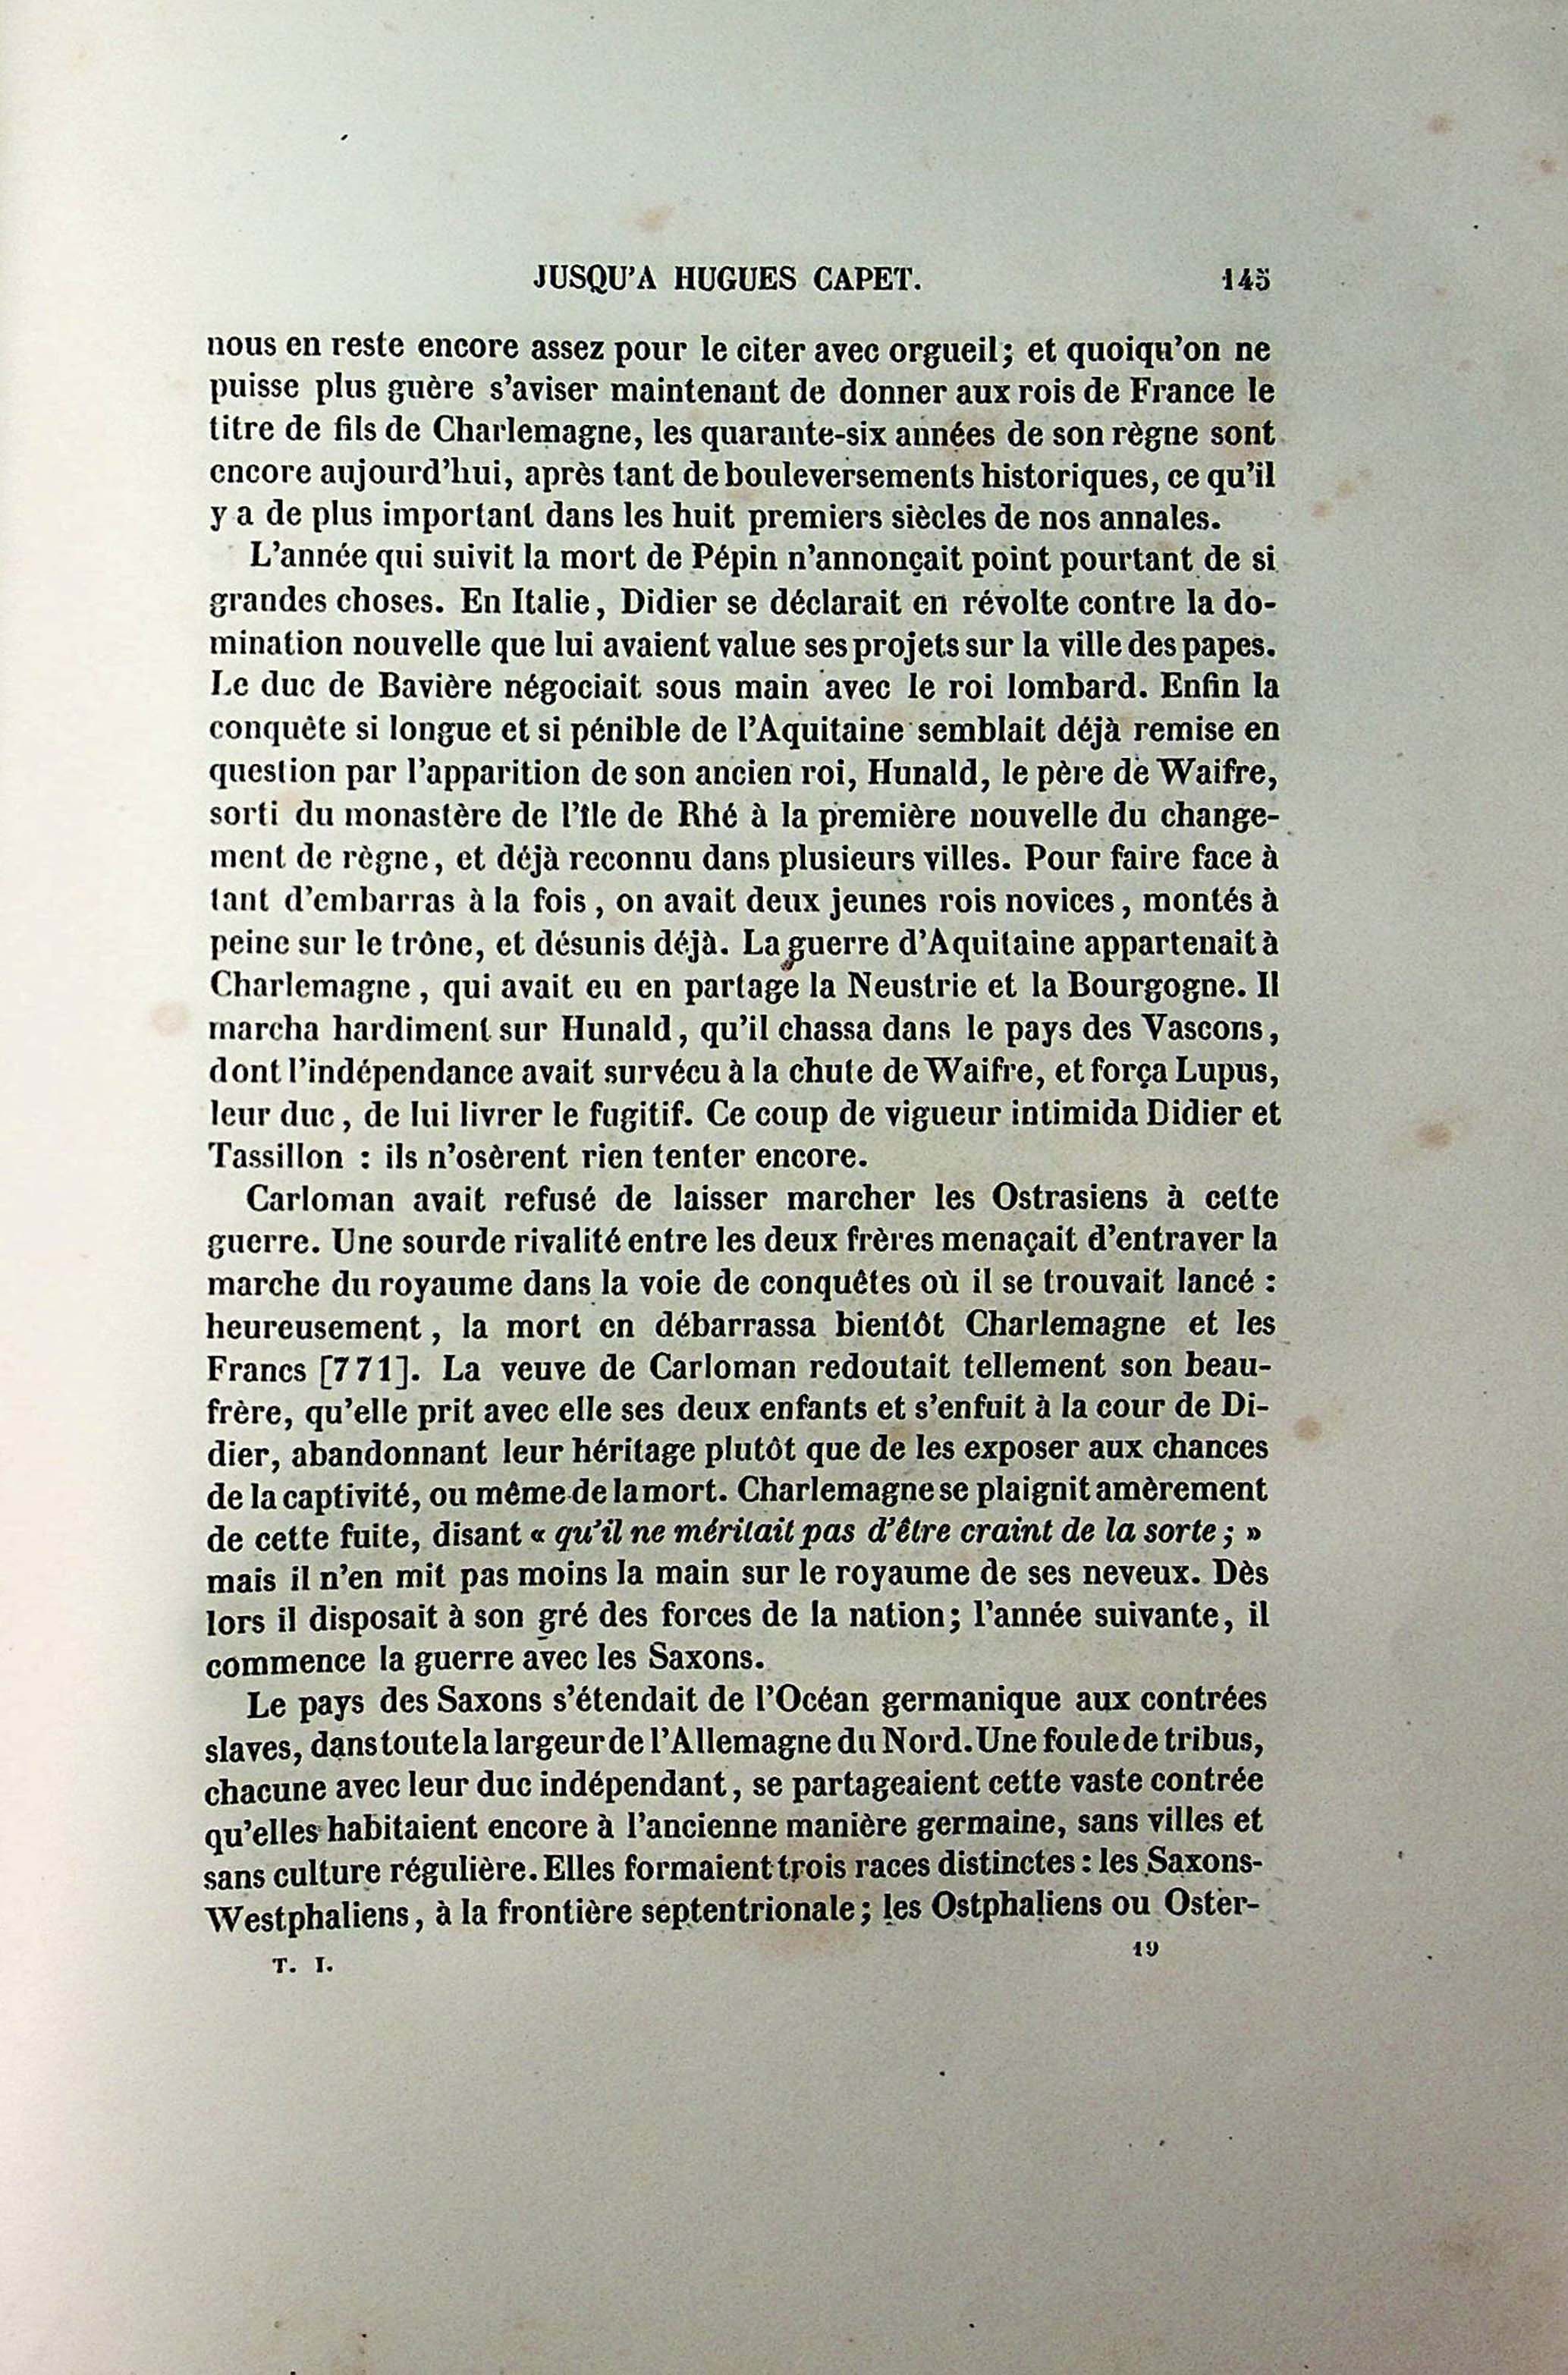 JUSQU'A HUGUES CAPET. 145
nous en reste encore assez pour le citer avec orgueil; et quoiqu'on ne
puisse plus guère s'aviser maintenant de donner aux rois de France le
titre de fils de Charlemagne, les quarante-six années de son règne sont
encore aujourd'hui, après tant de bouleversements historiques, ce qu'il
y a de plus important dans les huit premiers siècles de nos annales.
L'année qui suivit la mort de Pépin n'annonçait point pourtant de si
grandes choses. En Italie, Didier se déclarait en révolte contre la do-
mination nouvelle que lui avaient value ses projets sur la ville des papes.
Le duc de Bavière négociait sous main avec le roi lombard. Enfin la
conquête si longue et si pénible de l'Aquitaine semblait déjà remise en
question par l'apparition de son ancien roi, Hunald, le père de Waifre,
sorti du monastère de l'île de Rhé à la première nouvelle du change-
ment de règne, et déjà reconnu dans plusieurs villes. Pour faire face à
tant d'embarras à la fois, on avait deux jeunes rois novices, montés à
peine sur le trône, et désunis déjà. La guerre d'Aquitaine appartenait à
Charlemagne, qui avait eu en partage la Neustrie et la Bourgogne. Il
marcha hardiment sur Hunald, qu'il chassa dans le pays des Vascons,
dont l'indépendance avait survécu à la chute de Waifre, et força Lupus,
leur duc, de lui livrer le fugitif. Ce coup de vigueur intimida Didier et
Tassillon : ils n'osèrent rien tenter encore.
Carloman avait refusé de laisser marcher les Ostrasiens à cette
guerre. Une sourde rivalité entre les deux frères menaçait d'entraver la
marche du royaume dans la voie de conquêtes où il se trouvait lancé :
heureusement, la mort en débarrassa bientôt Charlemagne et les
Francs [771]. La veuve de Carloman redoutait tellement son beau-
frère, qu'elle prit avec elle ses deux enfants et s'enfuit à la cour de Di-
dier, abandonnant leur héritage plutôt que de les exposer aux chances
de la captivité, ou même de la mort. Charlemagne se plaignit amèrement
de cette fuite, disant « qu'il ne méritait pas d'être craint de la sorte; »
mais il n'en mit pas moins la main sur le royaume de ses neveux. Dès
lors il disposait à son gré des forces de la nation; l'année suivante, il
commence la guerre avec les Saxons.
Le pays des Saxons s'étendait de l'Océan germanique aux contrées
slaves, dans toute la largeur de l'Allemagne du Nord. Une foule de tribus,
chacune avec leur duc indépendant, se partageaient cette vaste contrée
qu'elles habitaient encore à l'ancienne manière germaine, sans villes et
sans culture régulière. Elles formaient trois races distinctes : les Saxons-
Westphaliens, à la frontière septentrionale; les Ostphaliens ou Oster-
T. I. 19